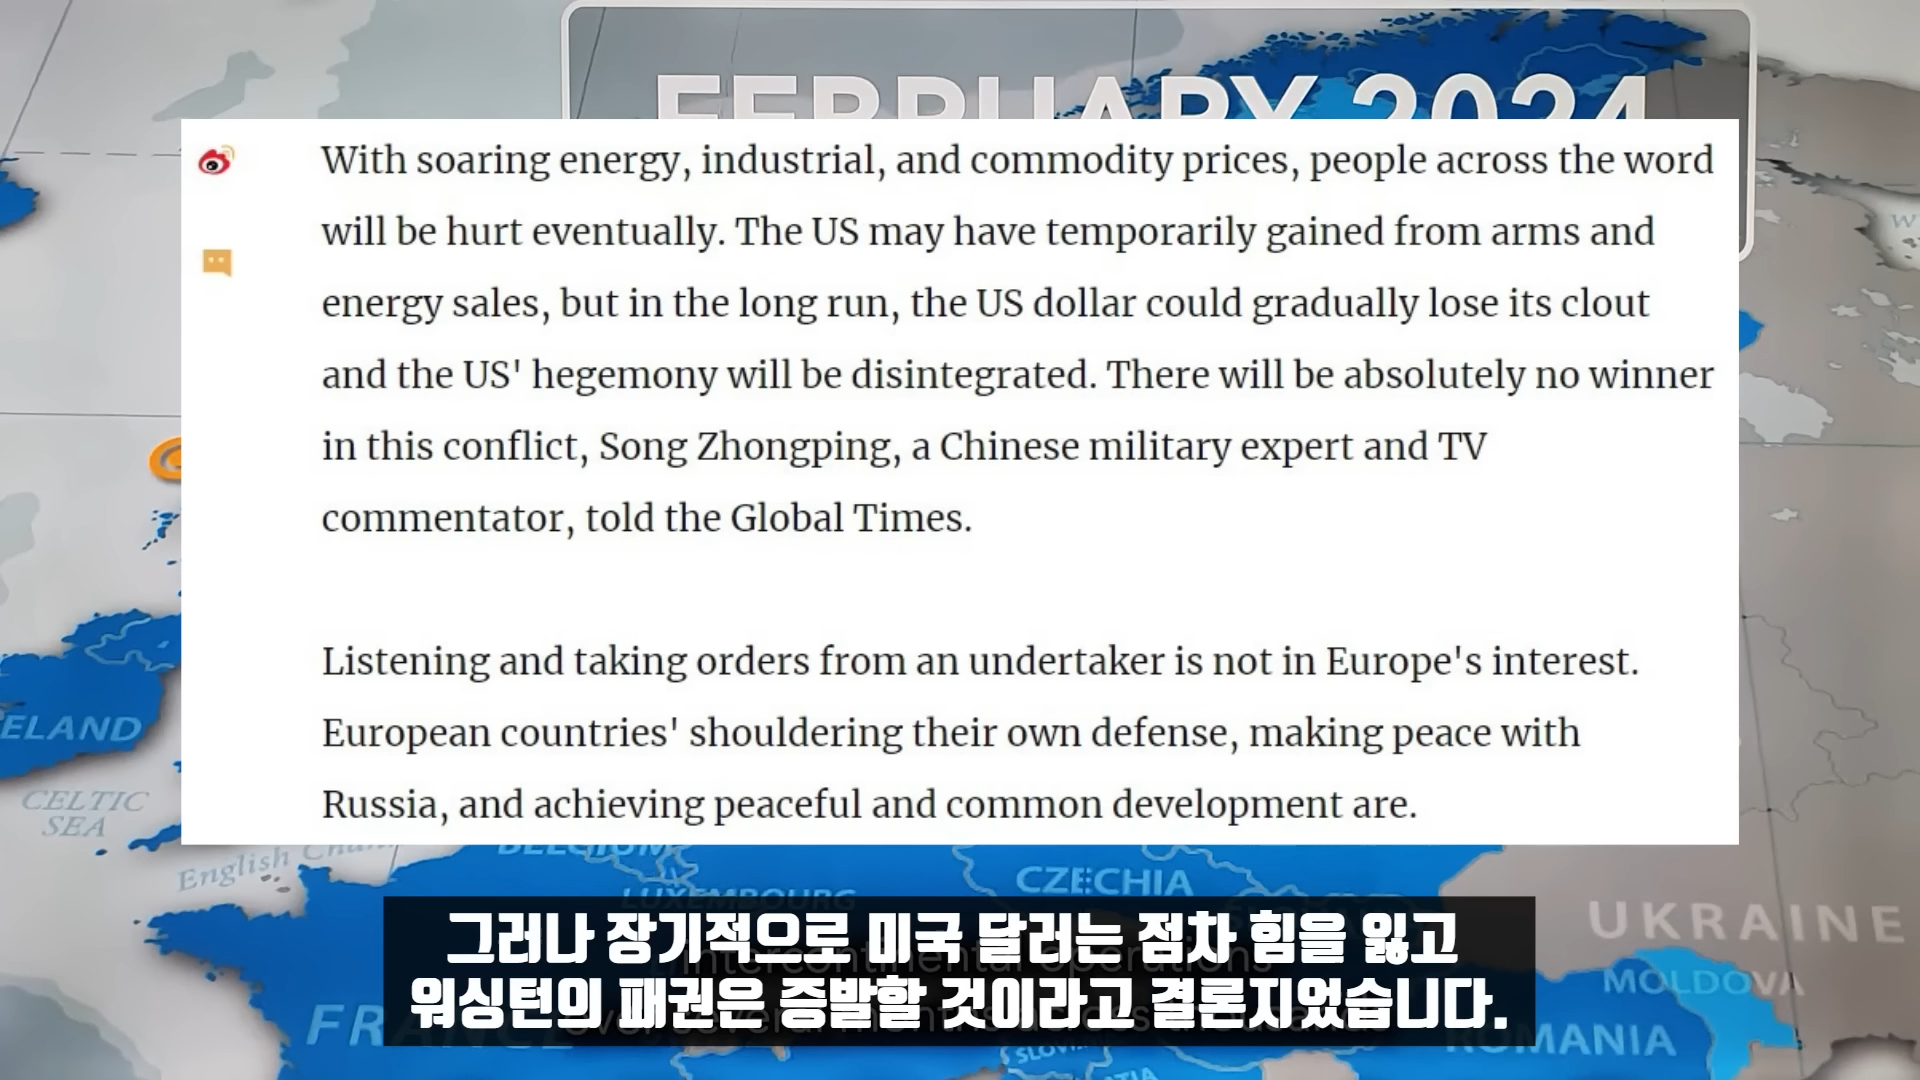 FEBRUARY 2024
With soaring energy, industrial, and commodity prices, people across the word
will be hurt eventually. The US may have temporarily gained from arms and
energy sales, but in the long run, the US dollar could gradually lose its clout
and the US' hegemony will be disintegrated. There will be absolutely no winner
in this conflict, Song Zhongping, a Chinese military expert and TV
commentator, told the Global Times.
Listening and taking orders from an undertaker is not in Europe's interest.
European countries' shouldering their own defense, making peace with
Russia, and achieving peaceful and common development are.
ELAND
CELTIC
SEA
English
BELGIUM
LUXEMBOURG
CZECHIA
UKRAINE
MOLDOVA
ROMANIA
intercontinental operations
그러나 장기적으로 미국 달러는 점차 힘을 잃고
워싱턴의 패권은 증발할 것이라고 결론지었습니다.